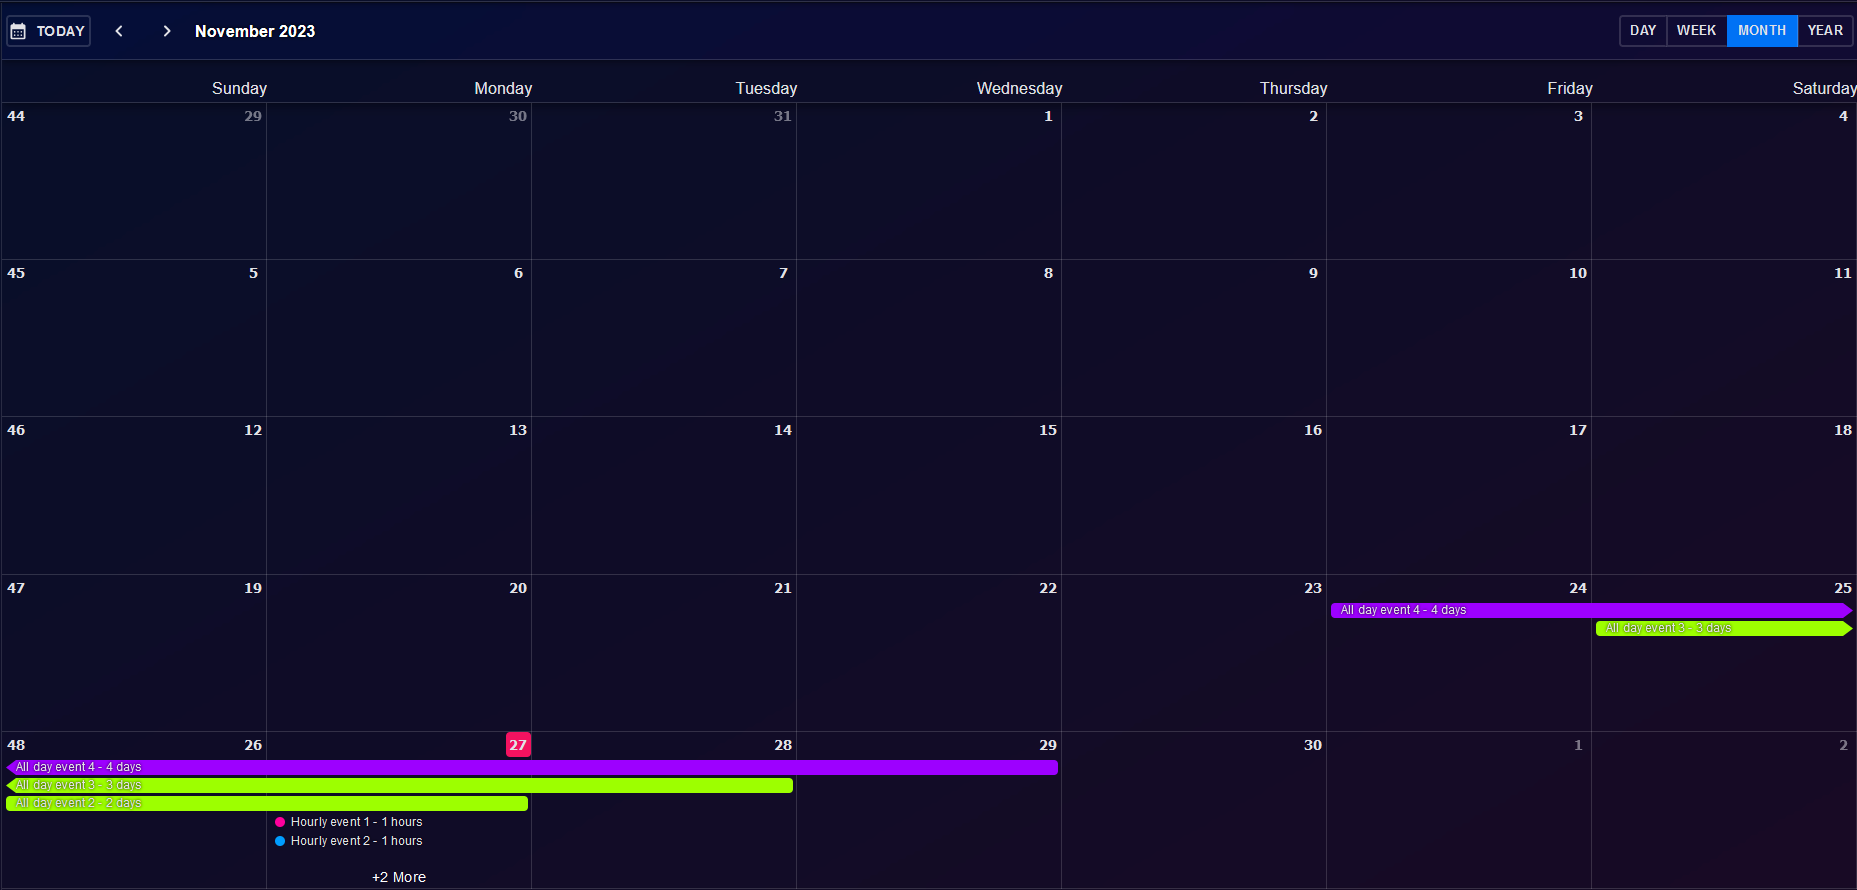 TODAY November 2023 DAY WEEK MONTH YEAR
Sunday Monday Tuesday Wednesday Thursday Friday Saturday
44 29 30 31 1 2 3 4
45 5 6 7 8 9 10 11
46 12 13 14 15 16 17 18
47 19 20 21 22 23 24 25
All day event 4 - 4 days
All day event 3 - 3 days
48 26 27 28 29 30 1 2
All day event 4 - 4 days
All day event 3 - 3 days
All day event 2 - 2 days
Hourly event 1 - 1 hours
Hourly event 2 - 1 hours
+2 More